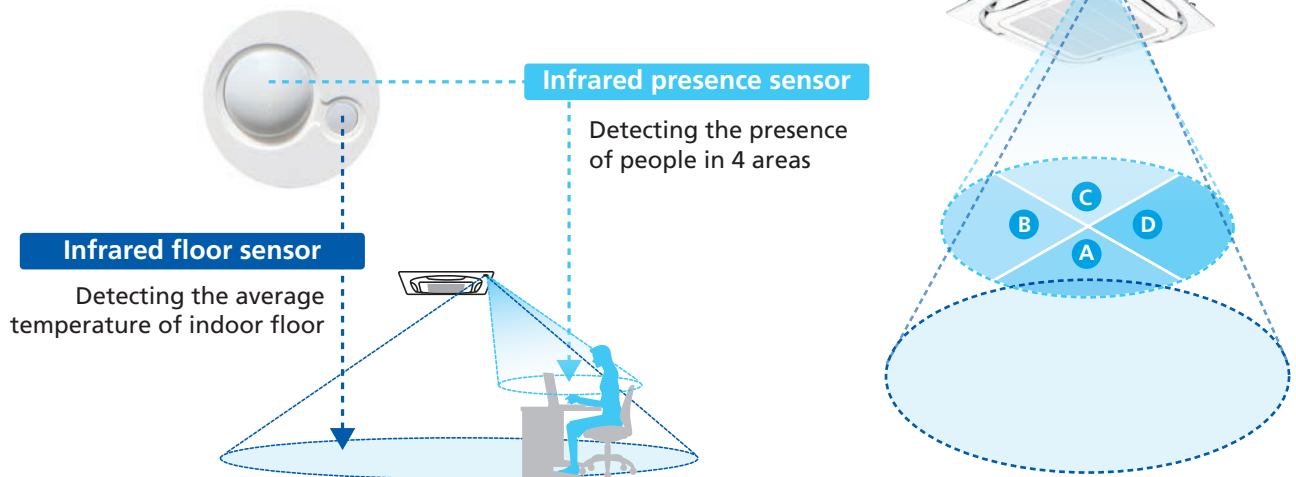 Infrared presence sensor
Detecting the presence
of people in 4 areas
Infrared floor sensor
Detecting the average
temperature of indoor floor
C
B
D
A